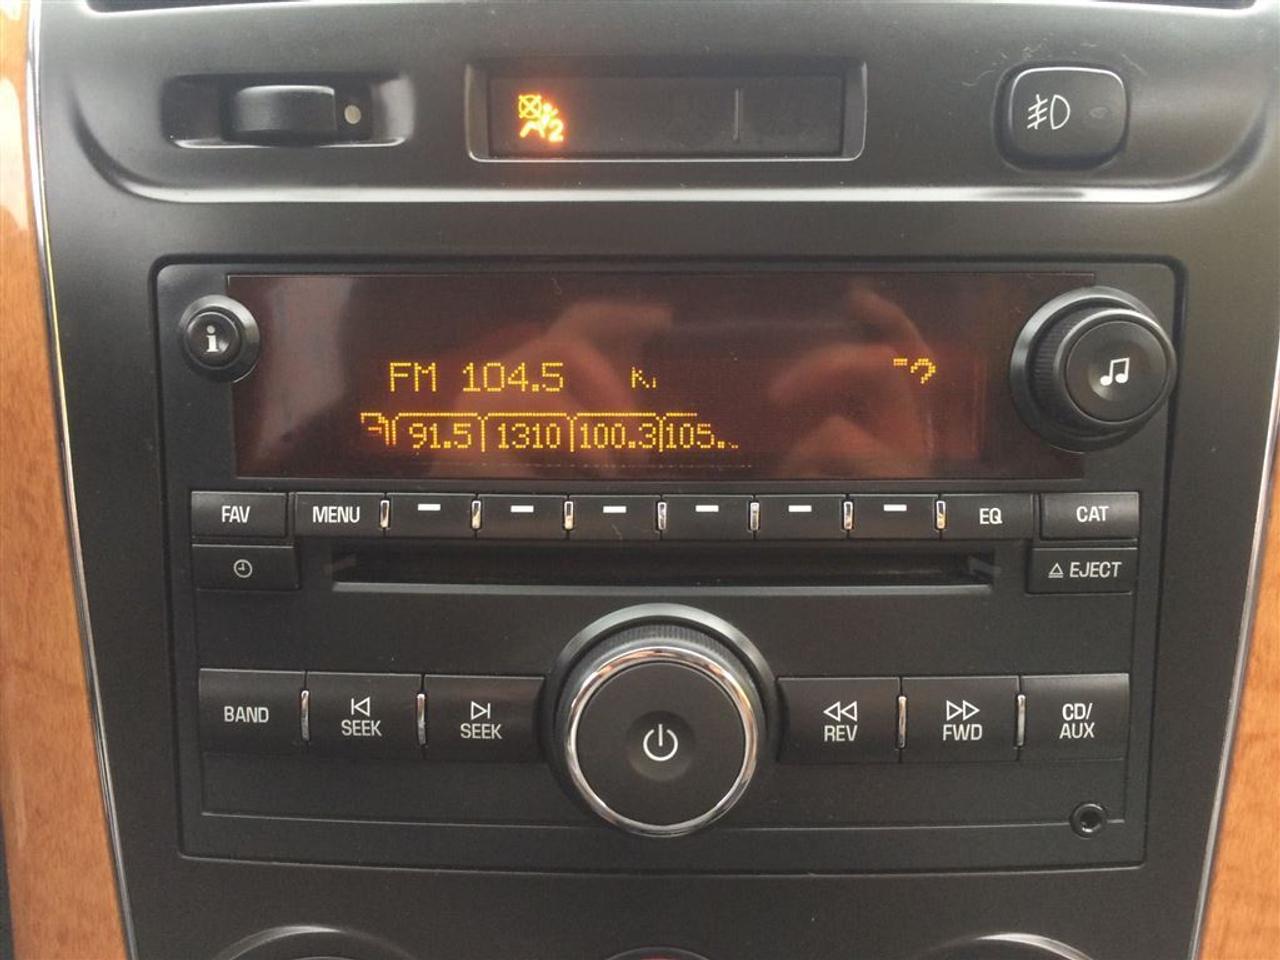 2
i
FM 104.5
91.5 1310 100.3 105.
FAV MENU EQ CAT
EJECT
BAND SEEK SEEK REV FWD CD/
AUX